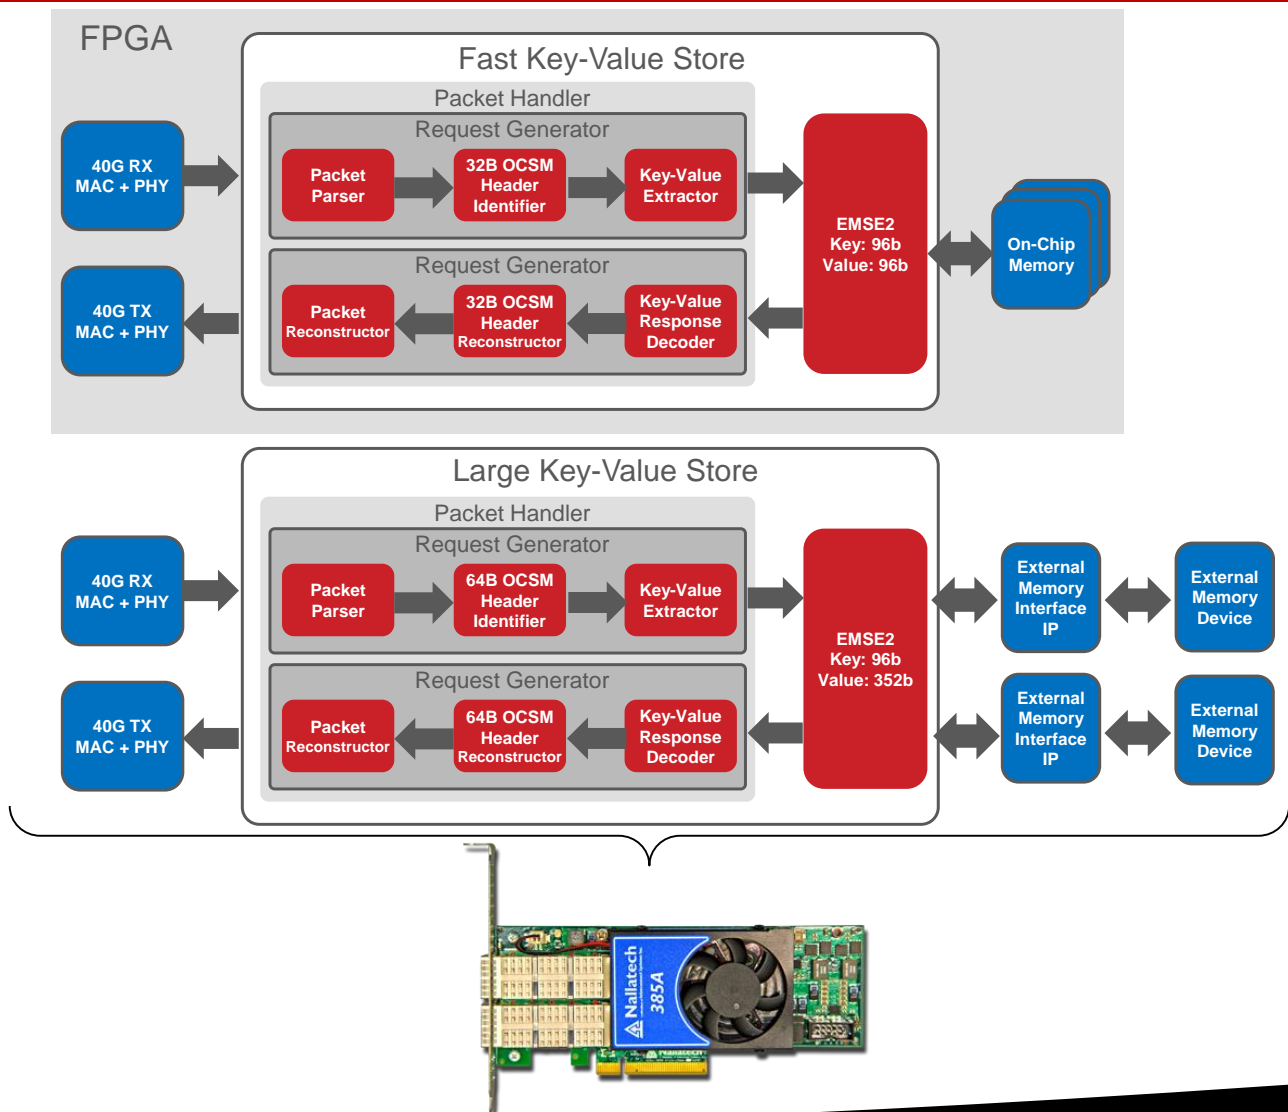 FPGA
Fast Key-Value Store
Packet Handler
Request Generator
40G RX
MAC + PHY
Packet
Parser
32B OCSM
Header
Identifier
Key-Value
Extractor
EMSE2
Key: 96b
Value: 96b
On-Chip
Memory
Request Generator
40G TX
MAC + PHY
Packet
Reconstructor
32B OCSM
Header
Reconstructor
Key-Value
Response
Decoder
Large Key-Value Store
Packet Handler
Request Generator
40G RX
MAC + PHY
Packet
Parser
64B OCSM
Header
Identifier
Key-Value
Extractor
EMSE2
Key: 96b
Value: 352b
External
Memory
Interface
IP
External
Memory
Device
Request Generator
40G TX
MAC + PHY
Packet
Reconstructor
64B OCSM
Header
Reconstructor
Key-Value
Response
Decoder
External
Memory
Interface
IP
External
Memory
Device
Nallatech
385A
Nallatech